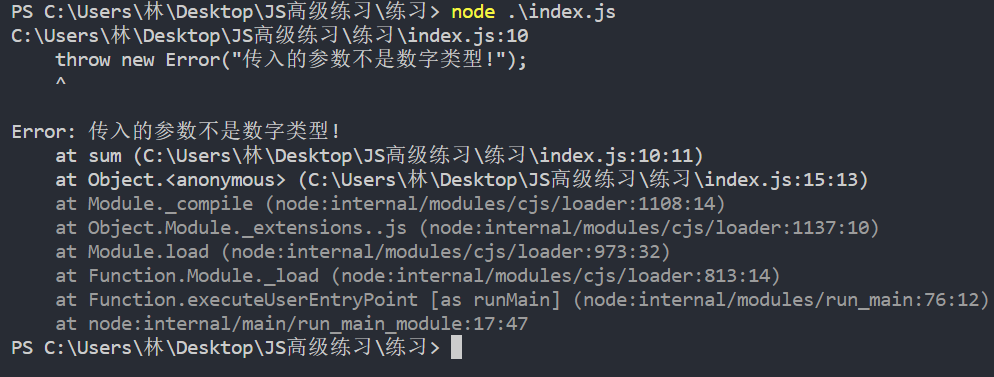 PS C:\Users\林\Desktop\JS高级练习\练习> node .\index.js
C:\Users\林\Desktop\JS高级练习\练习\index.js:10
    throw new Error("传入的参数不是数字类型!");
    ^
Error: 传入的参数不是数字类型!
    at sum (C:\Users\林\Desktop\JS高级练习\练习\index.js:10:11)
    at Object.<anonymous> (C:\Users\林\Desktop\JS高级练习\练习\index.js:15:13)
    at Module._compile (node:internal/modules/cjs/loader:1108:14)
    at Object.Module._extensions..js (node:internal/modules/cjs/loader:1137:10)
    at Module.load (node:internal/modules/cjs/loader:973:32)
    at Function.Module._load (node:internal/modules/cjs/loader:813:14)
    at Function.executeUserEntryPoint [as runMain] (node:internal/modules/run_main:76:12)
    at node:internal/main/run_main_module:17:47
PS C:\Users\林\Desktop\JS高级练习\练习>